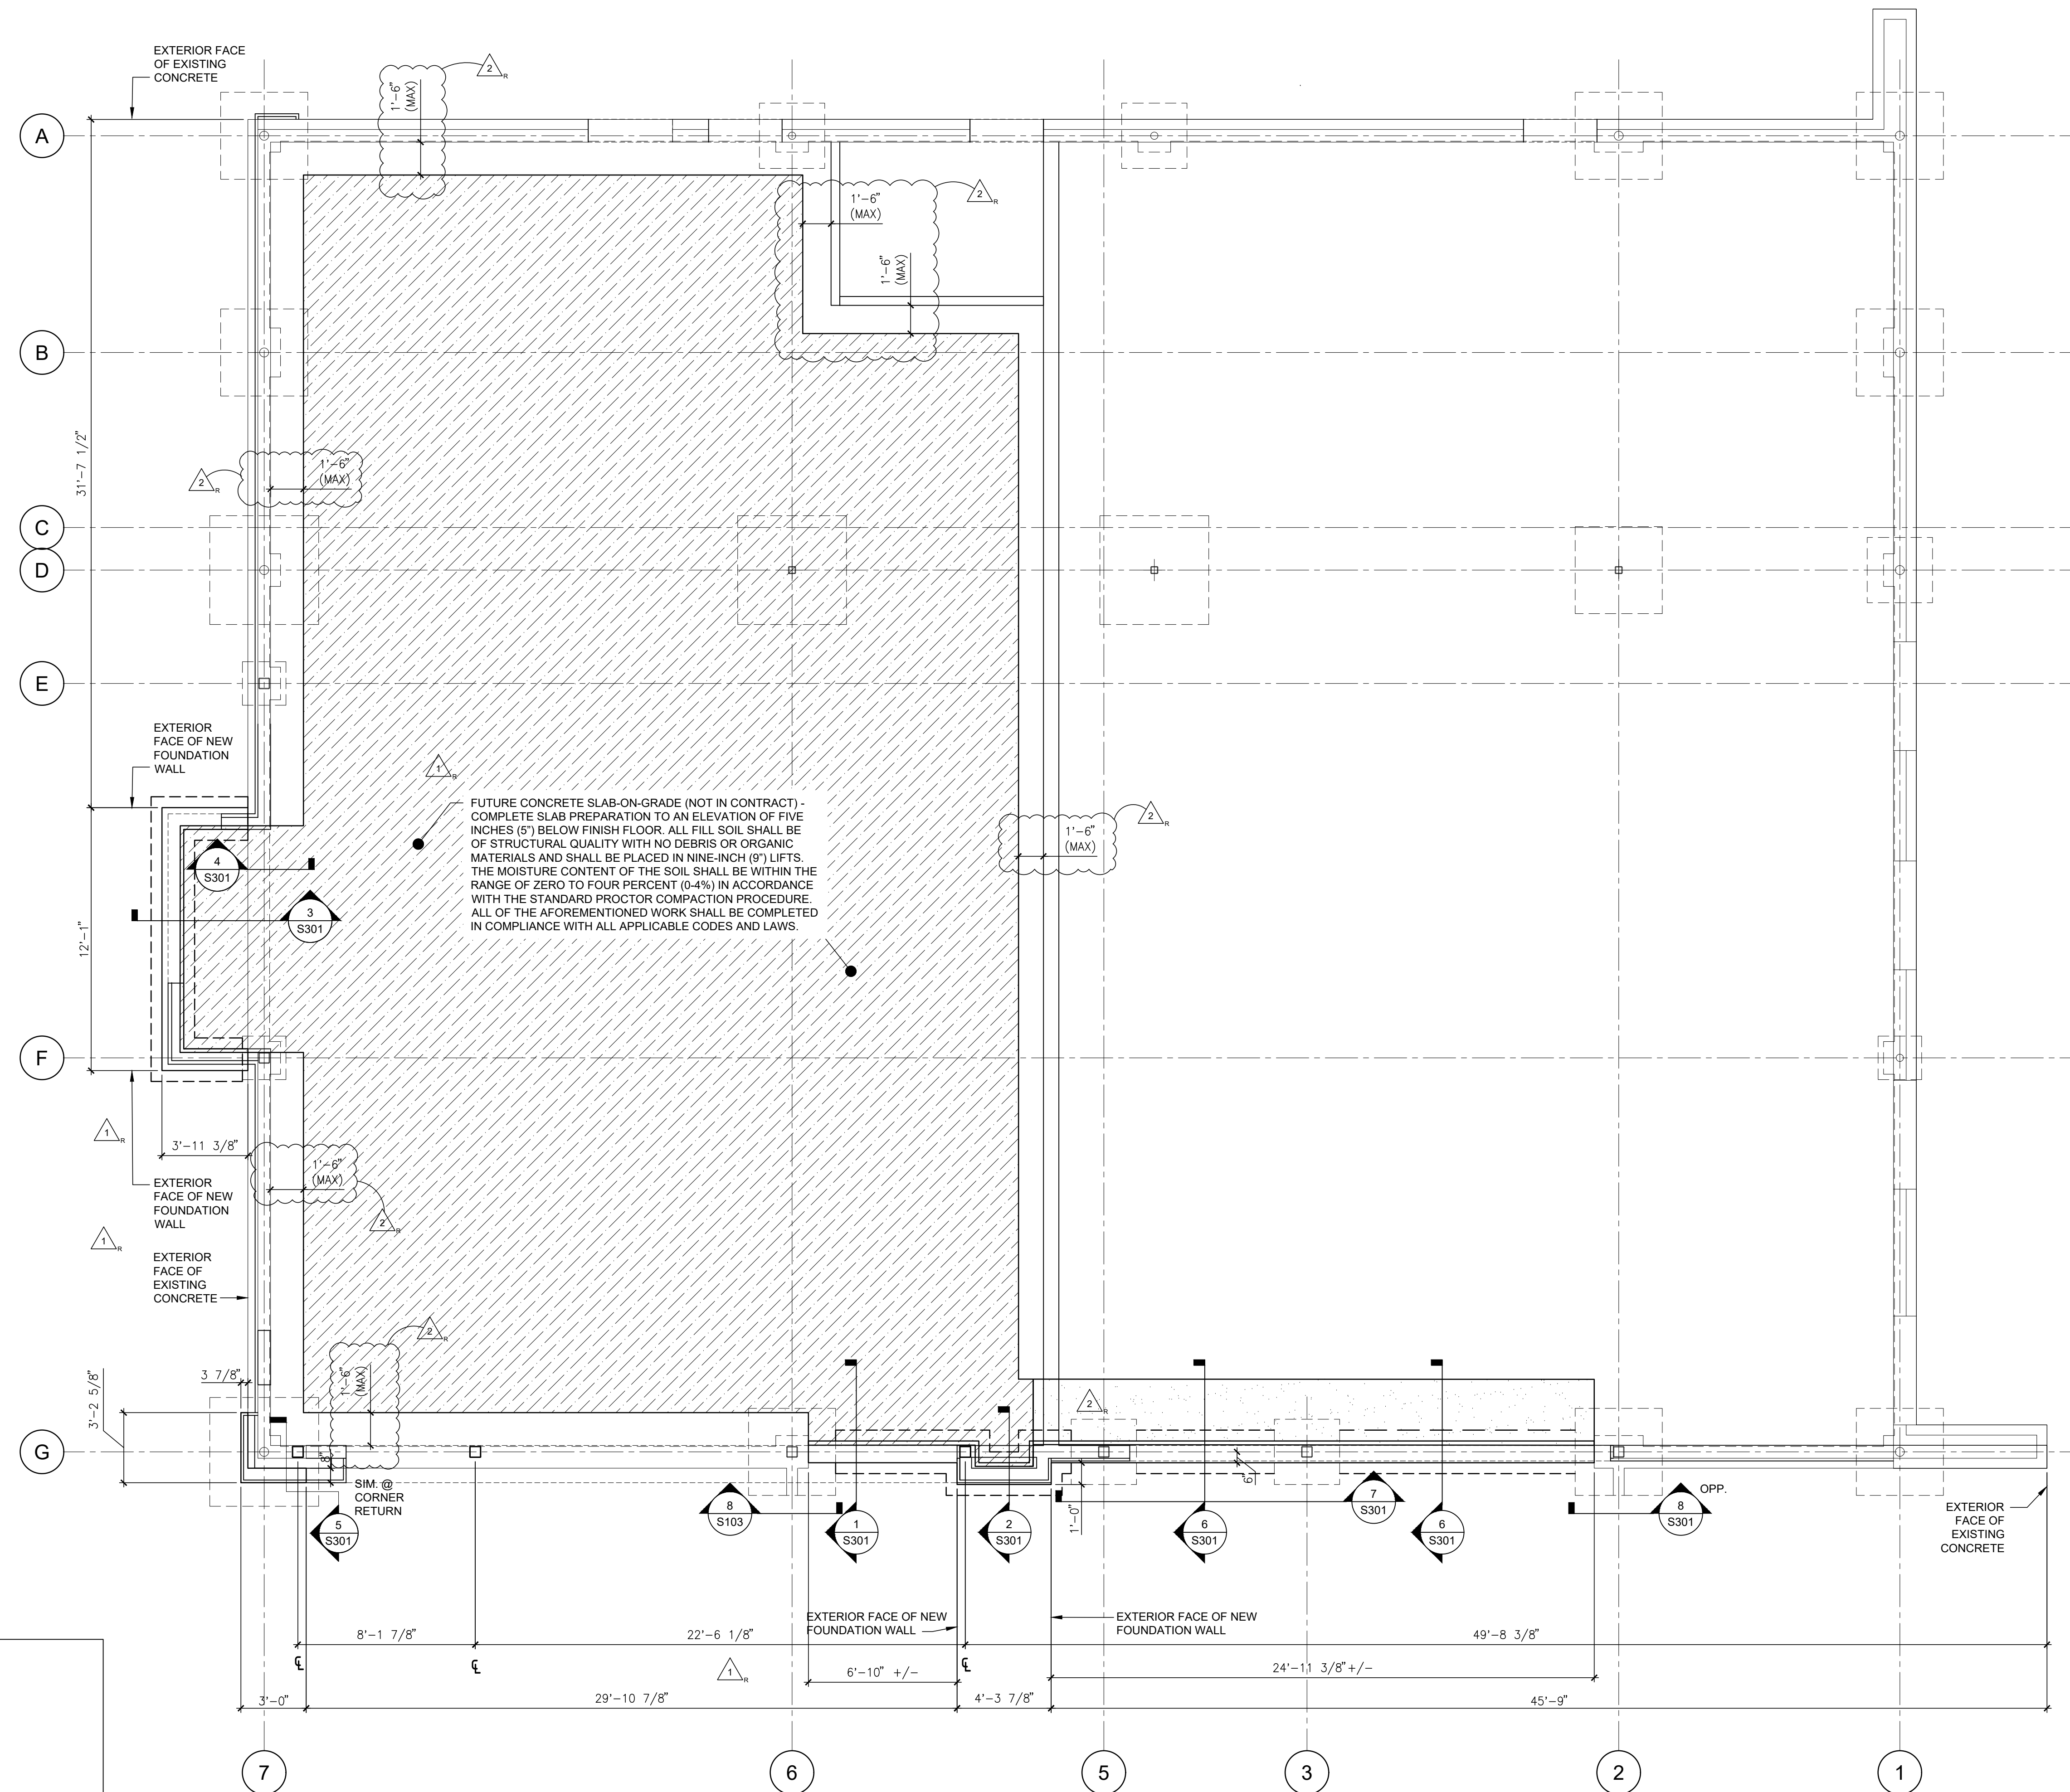 EXTERIOR FACE
OF EXISTING
CONCRETE
1'-6"
(MAX)
2
R
A
1'-6"
(MAX)
1'-6"
(MAX)
2
R
B
31'-7 1/2"
1'-6"
(MAX)
2
R
C
D
E
EXTERIOR
FACE OF NEW
FOUNDATION
WALL
1
R
FUTURE CONCRETE SLAB-ON-GRADE (NOT IN CONTRACT) -
COMPLETE SLAB PREPARATION TO AN ELEVATION OF FIVE
INCHES (5") BELOW FINISH FLOOR. ALL FILL SOIL SHALL BE
OF STRUCTURAL QUALITY WITH NO DEBRIS OR ORGANIC
MATERIALS AND SHALL BE PLACED IN NINE-INCH (9") LIFTS.
THE MOISTURE CONTENT OF THE SOIL SHALL BE WITHIN THE
RANGE OF ZERO TO FOUR PERCENT (0-4%) IN ACCORDANCE
WITH THE STANDARD PROCTOR COMPACTION PROCEDURE.
ALL OF THE AFOREMENTIONED WORK SHALL BE COMPLETED
IN COMPLIANCE WITH ALL APPLICABLE CODES AND LAWS.
1'-6"
(MAX)
2
R
4
S301
3
S301
12'-1"
F
1
R
3'-11 3/8"
1'-6"
(MAX)
2
R
EXTERIOR
FACE OF NEW
FOUNDATION
WALL
1
R
EXTERIOR
FACE OF
EXISTING
CONCRETE
2
R
1'-6"
(MAX)
3 7/8"
3'-2 5/8"
2
R
G
8"
6"
1'-0"
SIM. @
CORNER
RETURN
5
S301
8
S103
1
S301
2
S301
6
S301
7
S301
6
S301
8
S301
OPP.
EXTERIOR
FACE OF
EXISTING
CONCRETE
EXTERIOR FACE OF NEW
FOUNDATION WALL
EXTERIOR FACE OF NEW
FOUNDATION WALL
8'-1 7/8"
22'-6 1/8"
49'-8 3/8"
℄
℄
℄
1
R
6'-10" +/-
24'-11 3/8"+/-
3'-0"
29'-10 7/8"
4'-3 7/8"
45'-9"
7
6
5
3
2
1